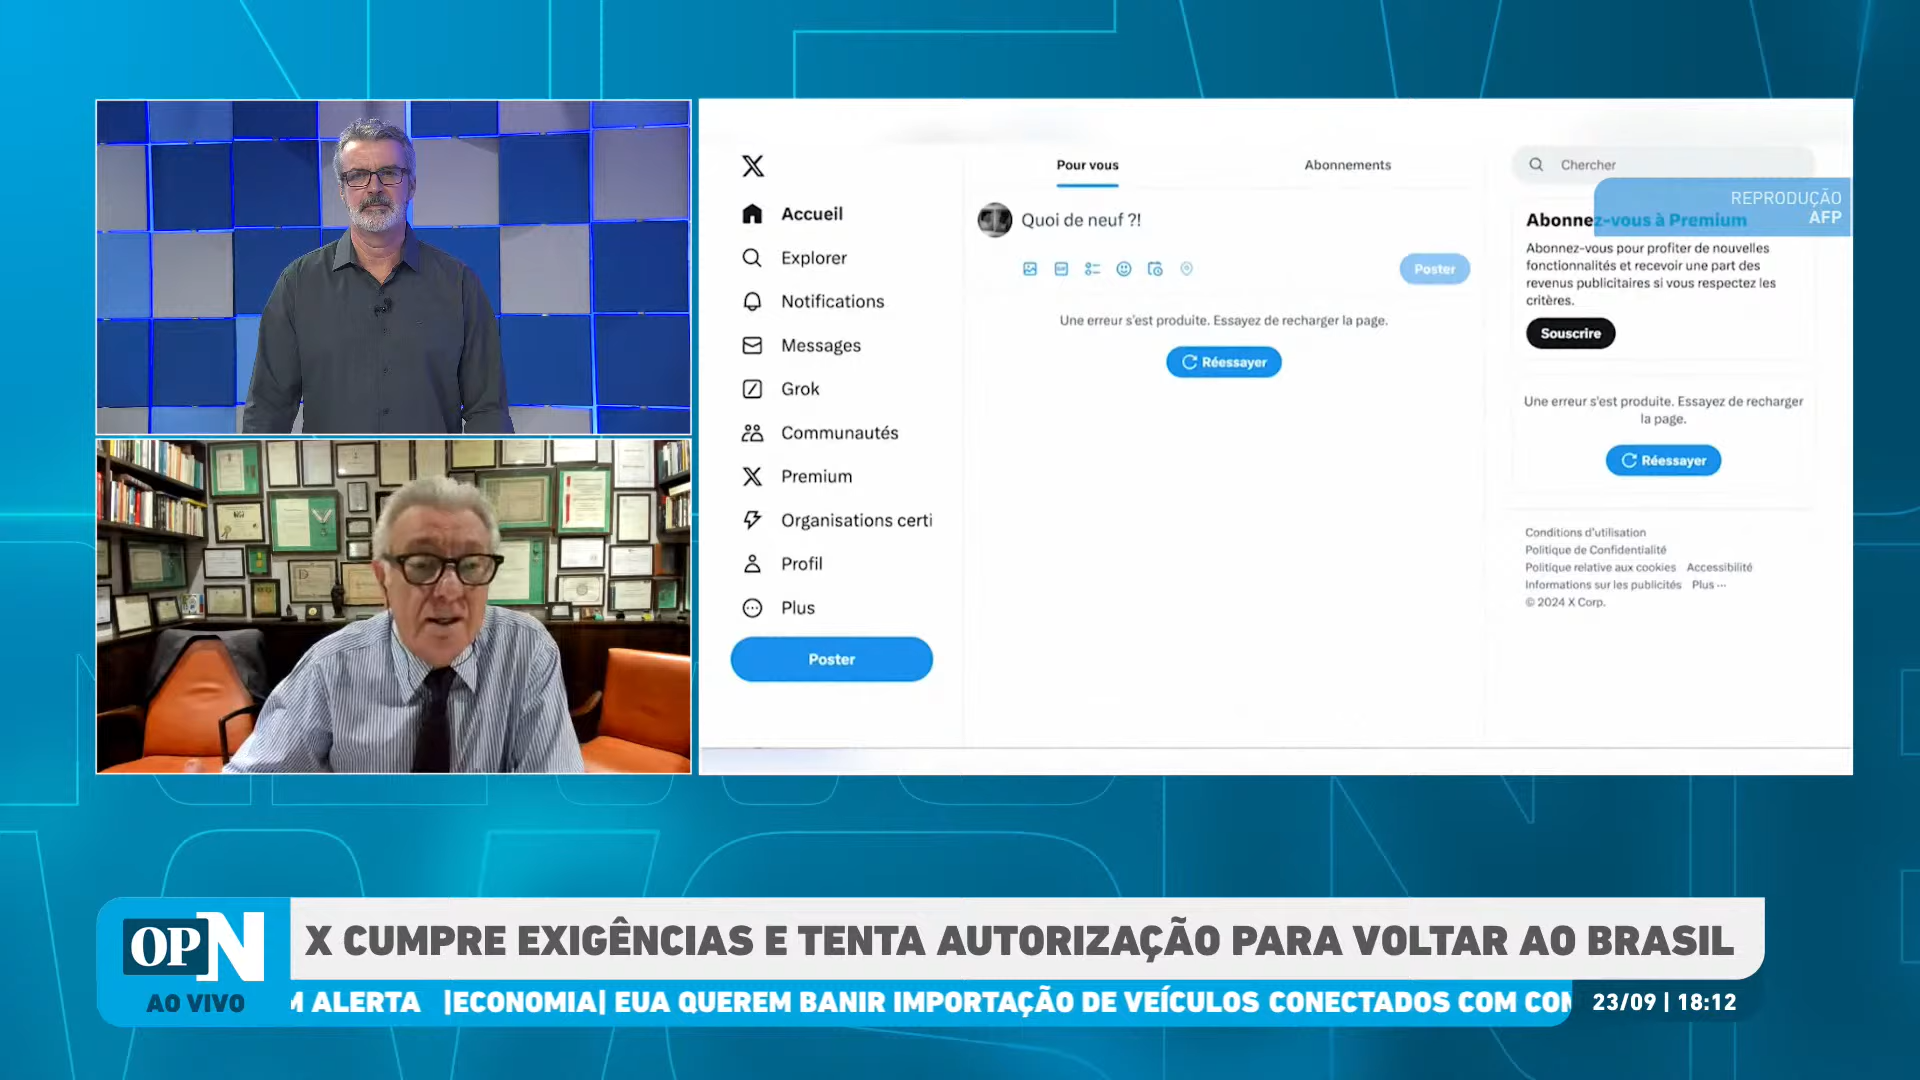 Accueil
Explorer
Notifications
Messages
Grok
Communautés
Premium
Organisations certi
Profil
Plus
Poster
Pour vous
Abonnements
Quoi de neuf ?!
Poster
Une erreur s'est produite. Essayez de recharger la page.
Réessayer
Chercher
REPRODUÇÃO
AFP
Abonnez-vous à Premium
Abonnez-vous pour profiter de nouvelles
fonctionnalités et recevoir une part des
revenus publicitaires si vous respectez les
critères.
Souscrire
Une erreur s'est produite. Essayez de recharger
la page.
Réessayer
Conditions d'utilisation
Politique de Confidentialité
Politique relative aux cookies Accessibilité
Informations sur les publicités Plus ...
© 2024 X Corp.
OPN
AO VIVO
X CUMPRE EXIGÊNCIAS E TENTA AUTORIZAÇÃO PARA VOLTAR AO BRASIL
M ALERTA |ECONOMIA| EUA QUEREM BANIR IMPORTAÇÃO DE VEÍCULOS CONECTADOS COM COM
23/09 | 18:12